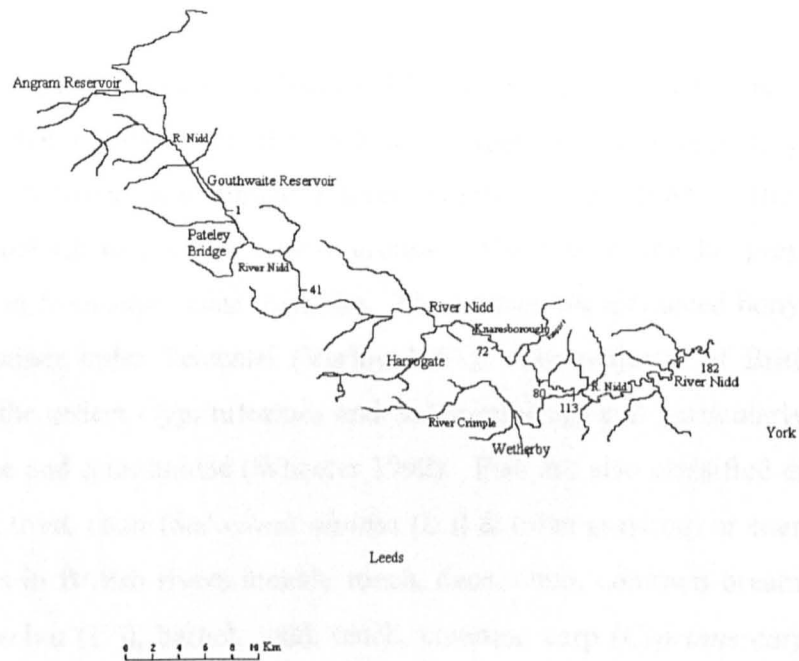 Angram Reservoir
R. Nidd
Gouthwaite Reservoir
1
Pateley
Bridge
River Nidd
41
River Nidd
Knaresborough
72
Harrogate
182
River Nidd
80
R. Nidd
113
River Crimple
Wetherby
York
Leeds
0 2 4 6 8 10 Km